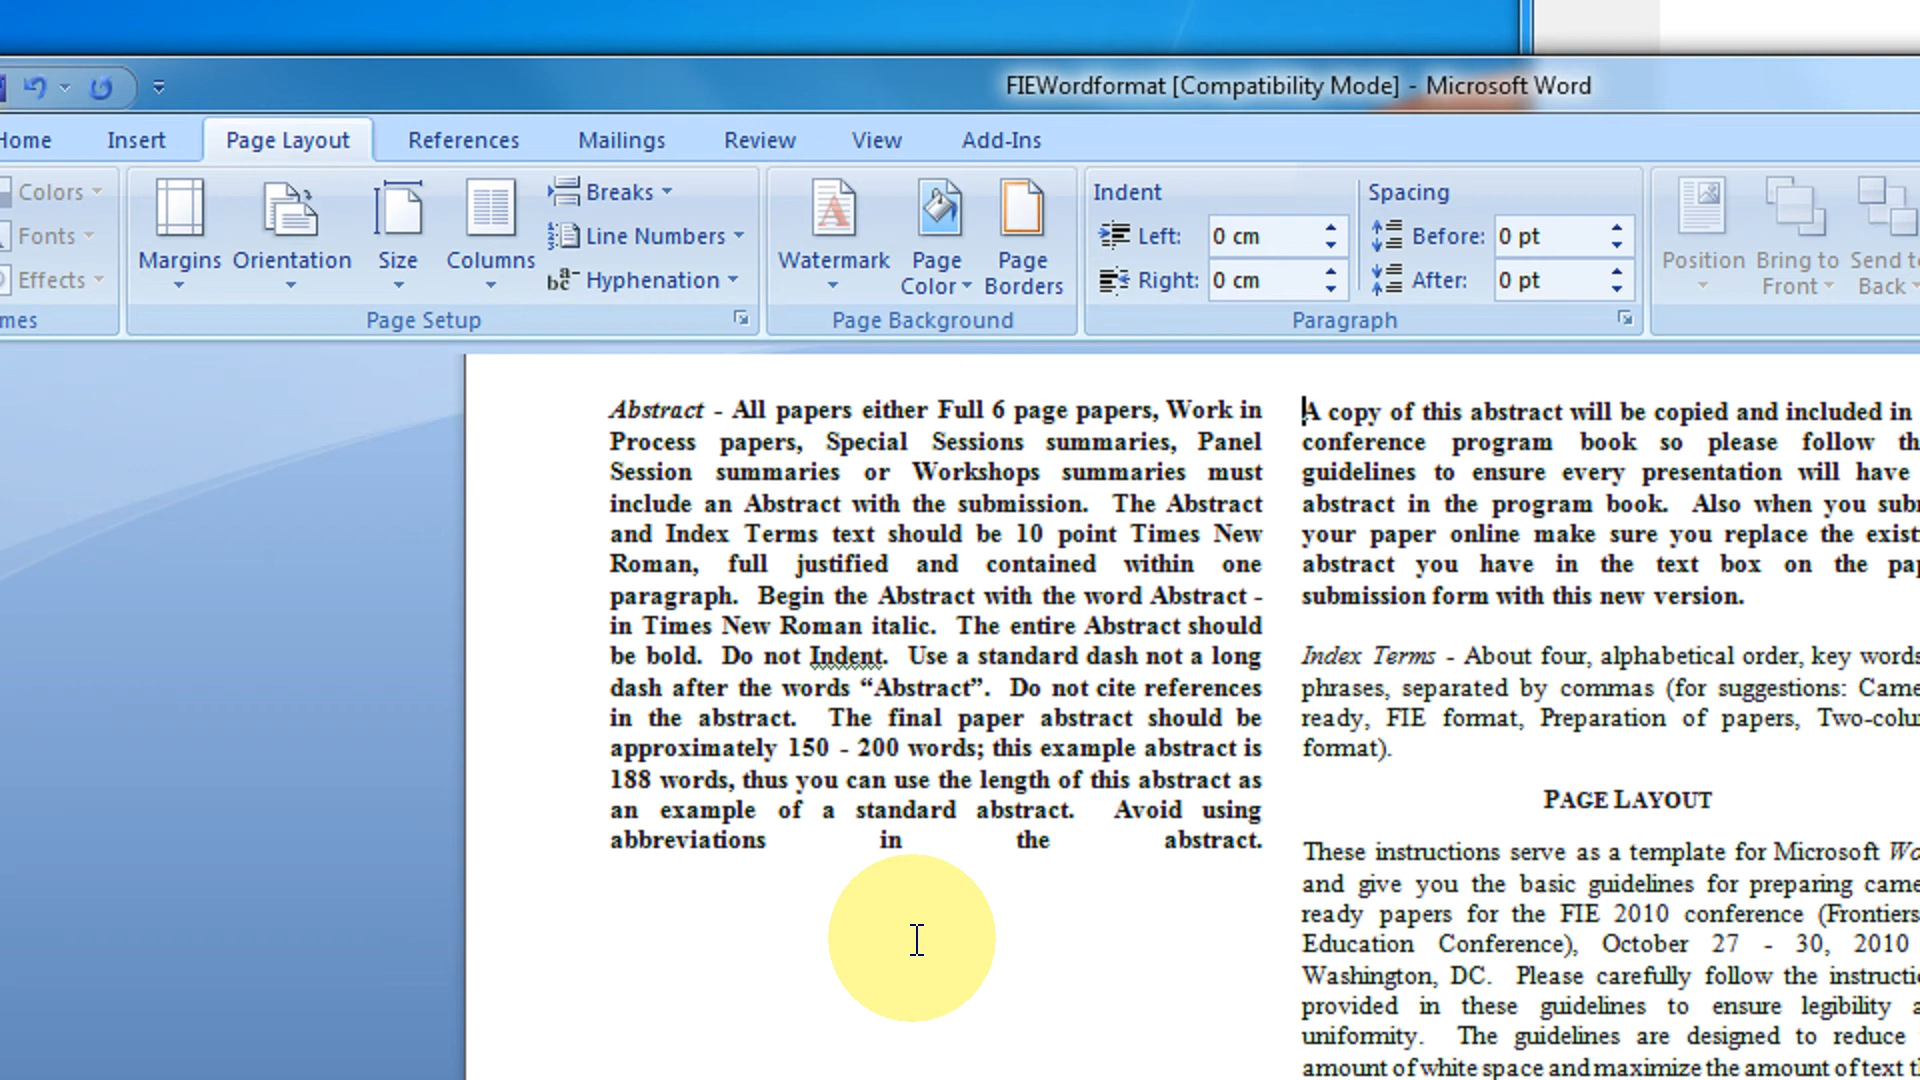 FIEWordformat [Compatibility Mode] - Microsoft Word
Home Insert Page Layout References Mailings Review View Add-Ins
Colors
Fonts
Effects
Margins Orientation Size Columns
Breaks
Line Numbers
Hyphenation
Page Setup
Watermark Page Color Page Borders
Page Background
Indent
Left: 0 cm
Right: 0 cm
Spacing
Before: 0 pt
After: 0 pt
Paragraph
Position Bring to Front Send to Back
Abstract - All papers either Full 6 page papers, Work in
Process papers, Special Sessions summaries, Panel
Session summaries or Workshops summaries must
include an Abstract with the submission. The Abstract
and Index Terms text should be 10 point Times New
Roman, full justified and contained within one
paragraph. Begin the Abstract with the word Abstract -
in Times New Roman italic. The entire Abstract should
be bold. Do not Indent. Use a standard dash not a long
dash after the words “Abstract”. Do not cite references
in the abstract. The final paper abstract should be
approximately 150 - 200 words; this example abstract is
188 words, thus you can use the length of this abstract as
an example of a standard abstract. Avoid using
abbreviations in the abstract.
A copy of this abstract will be copied and included in
conference program book so please follow
guidelines to ensure every presentation will have
abstract in the program book. Also when you
your paper online make sure you replace the
abstract you have in the text box on the
submission form with this new version.
Index Terms - About four, alphabetical order, key words
phrases, separated by commas (for suggestions:
ready, FIE format, Preparation of papers,
format).
PAGE LAYOUT
These instructions serve as a template for Microsoft
and give you the basic guidelines for preparing
ready papers for the FIE 2010 conference (Frontiers
Education Conference), October 27 - 30, 2010
Washington, DC. Please carefully follow the
provided in these guidelines to ensure legibility
uniformity. The guidelines are designed to reduce
amount of white space and maximize the amount of text